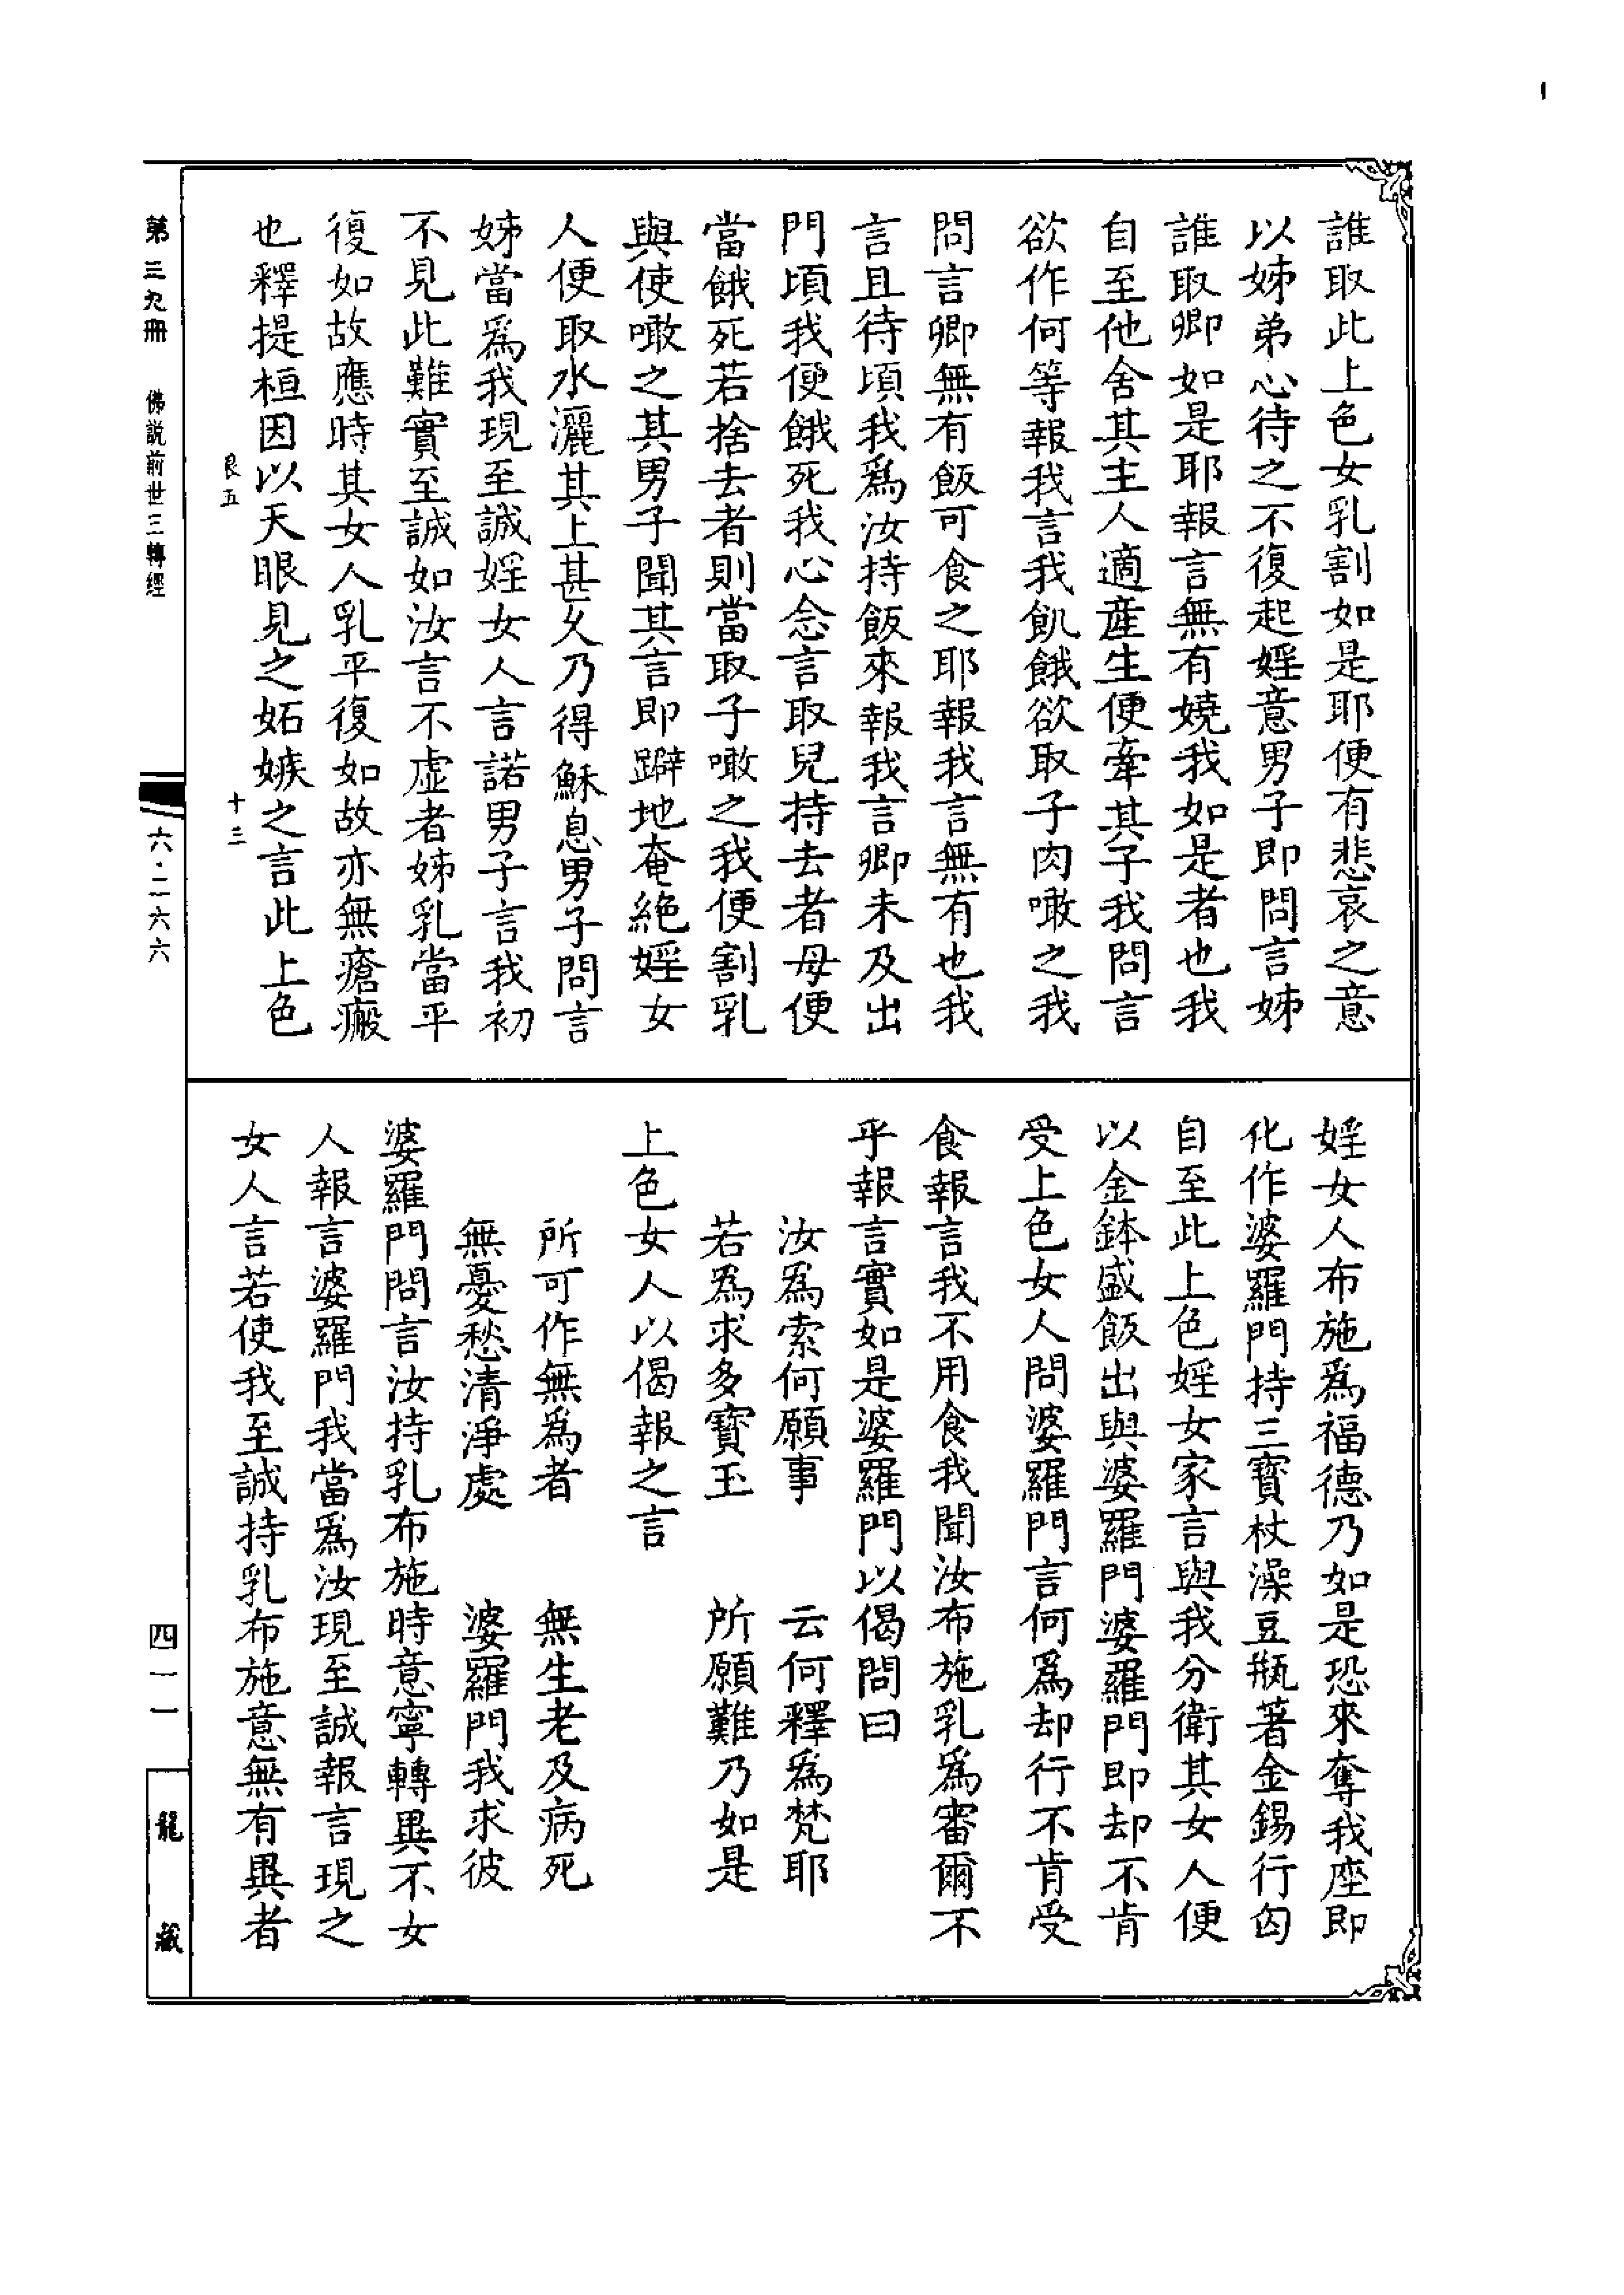 誰取此上色女乳割如是耶便有悲哀之意
以姊弟心待之不復起婬意男子即問言姊
誰取卿如是耶報言無有嬈我如是者也我
自至他舍其主人適產生便牽其子我問言
欲作何等報我言我飢餓欲取子肉噉之我
問言卿無有飯可食之耶報我言無有也我
言且待頃我為汝持飯來報我言卿未及出
門頃我便餓死我心念言取兒持去者母便
當餓死若捨去者則當取子噉之我便割乳
與使噉之其男子聞其言即躃地奄絕婬女
人便取水灑其上甚久乃得穌息男子問言
姊當為我現至誠婬女人言諾男子言我初
不見此難實至誠如汝言不虛者姊乳當平
復如故應時其女人乳平復如故亦無瘡瘢
也釋提桓因以天眼見之妬嫉之言此上色
婬女人布施為福德乃如是恐來奪我座即
化作婆羅門持三寶杖澡豆瓶著金錫行匃
自至此上色婬女家言與我分衛其女人便
以金鉢盛飯出與婆羅門婆羅門即却不肯
受上色女人問婆羅門言何為却行不肯受
食報言我不用食我聞汝布施乳為審爾不
乎報言實如是婆羅門以偈問曰
汝為索何願事　云何釋為梵耶
若為求多寶玉　所願難乃如是
上色女人以偈報之言
所可作無為者　無生老及病死
無憂愁清淨處　婆羅門我求彼
婆羅門問言汝持乳布施時意寧轉異不女
人報言婆羅門我當為汝現至誠報言現之
女人言若使我至誠持乳布施意無有異者
良五　十三
第三九冊　佛說前世三轉經　六·二六六　四一一　龍藏